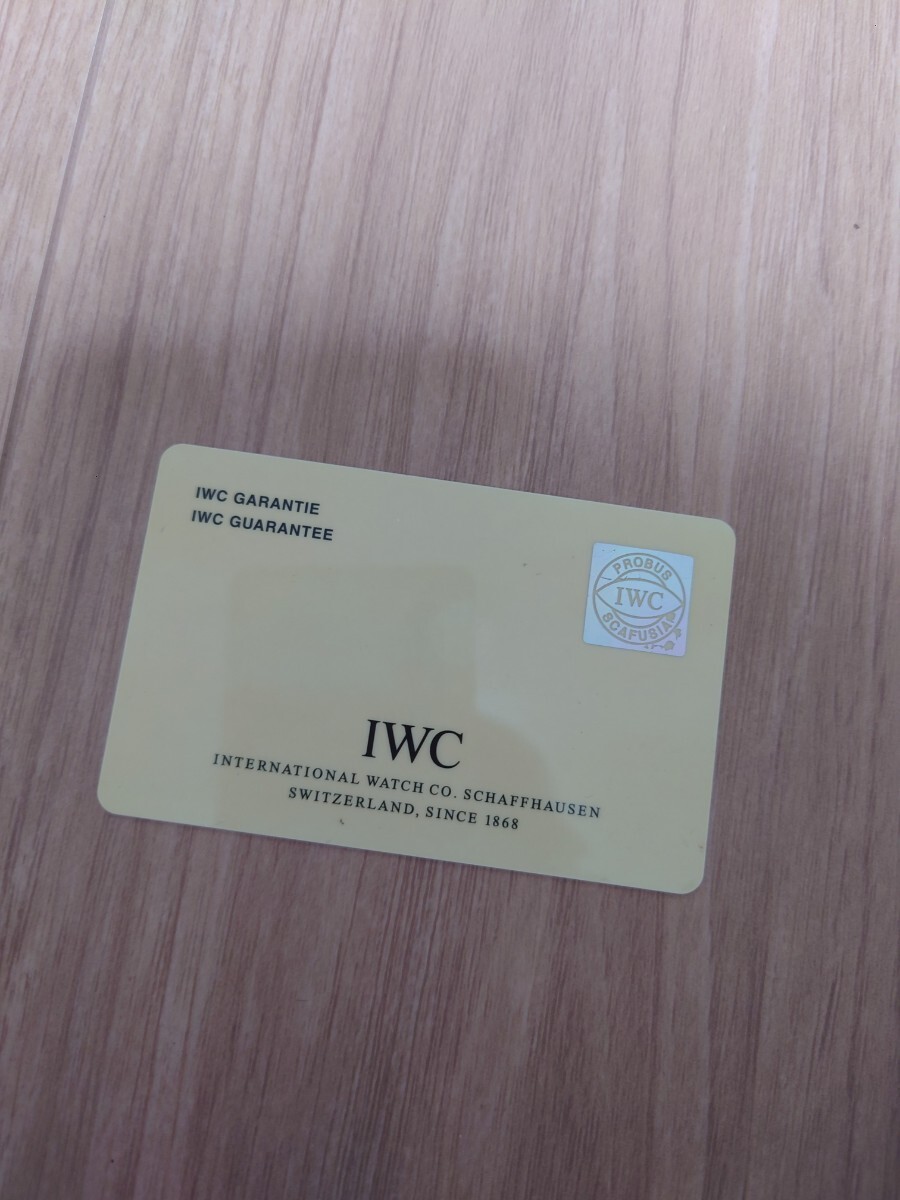 IWC GARANTIE
IWC GUARANTEE
PROBUS
IWC
SCAFUSIA
IWC
INTERNATIONAL WATCH CO. SCHAFFHAUSEN
SWITZERLAND, SINCE 1868